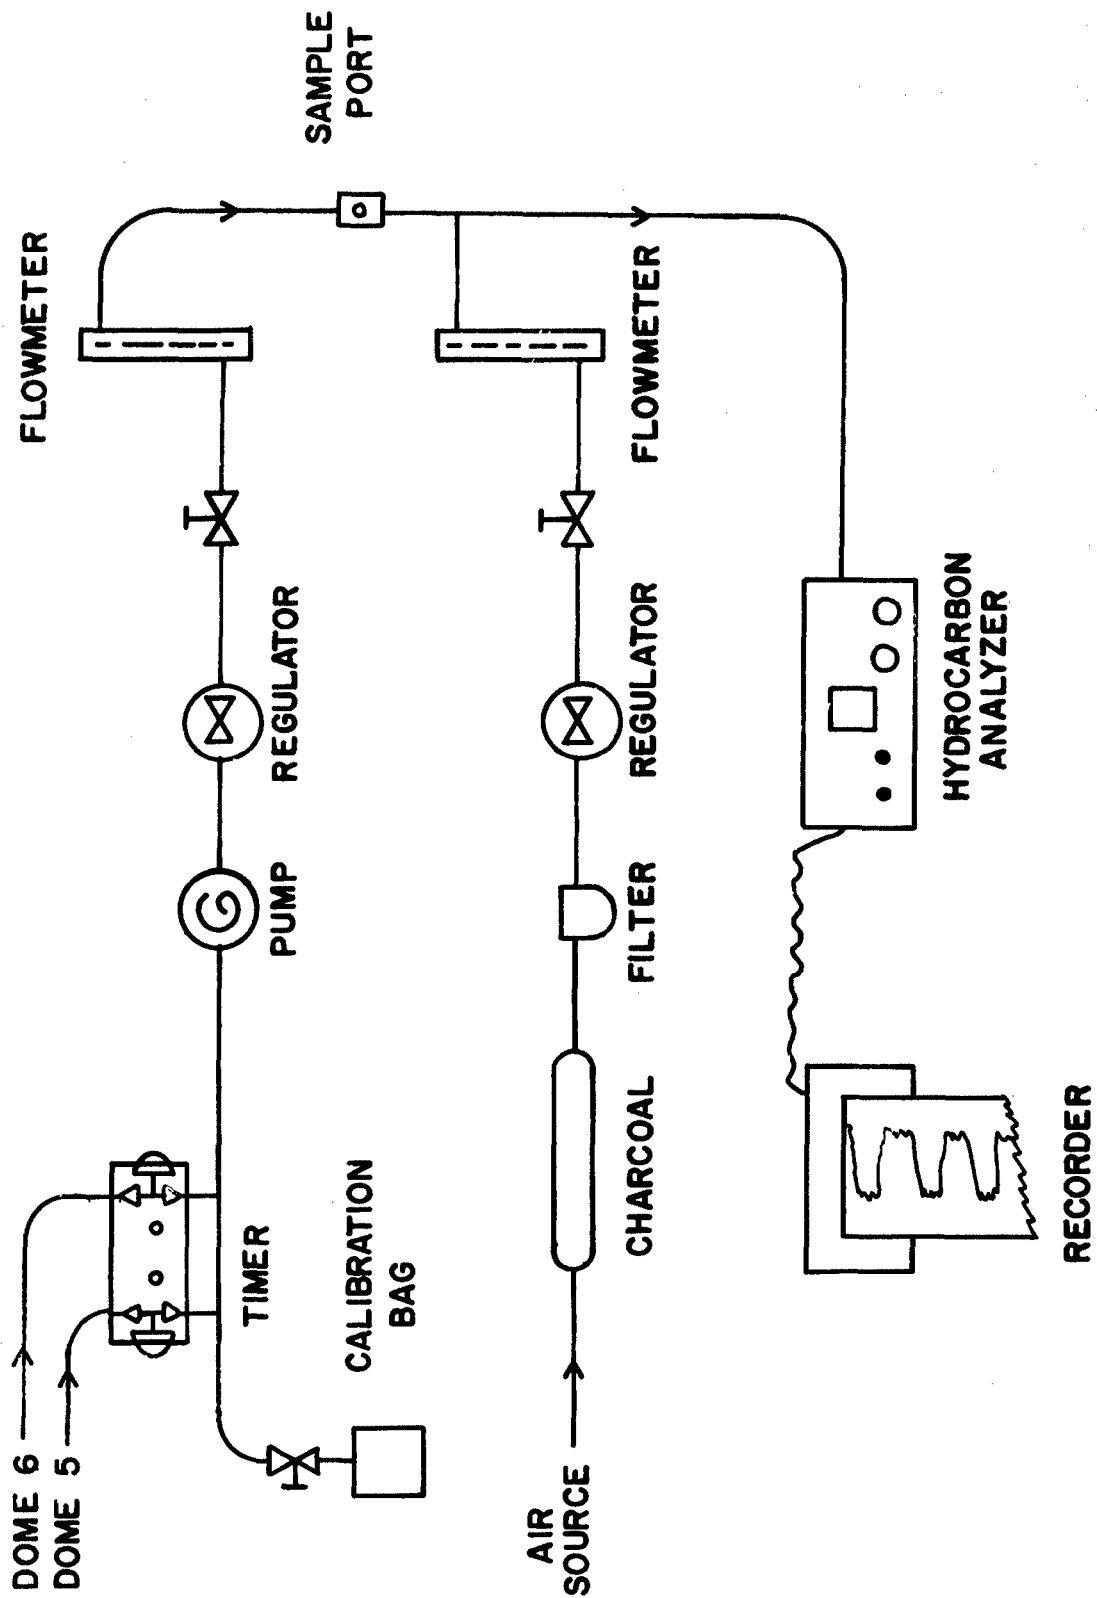 DOME 6
DOME 5
TIMER
CALIBRATION
BAG
PUMP
REGULATOR
FLOWMETER
SAMPLE
PORT
AIR
SOURCE
CHARCOAL
FILTER
REGULATOR
FLOWMETER
RECORDER
HYDROCARBON
ANALYZER